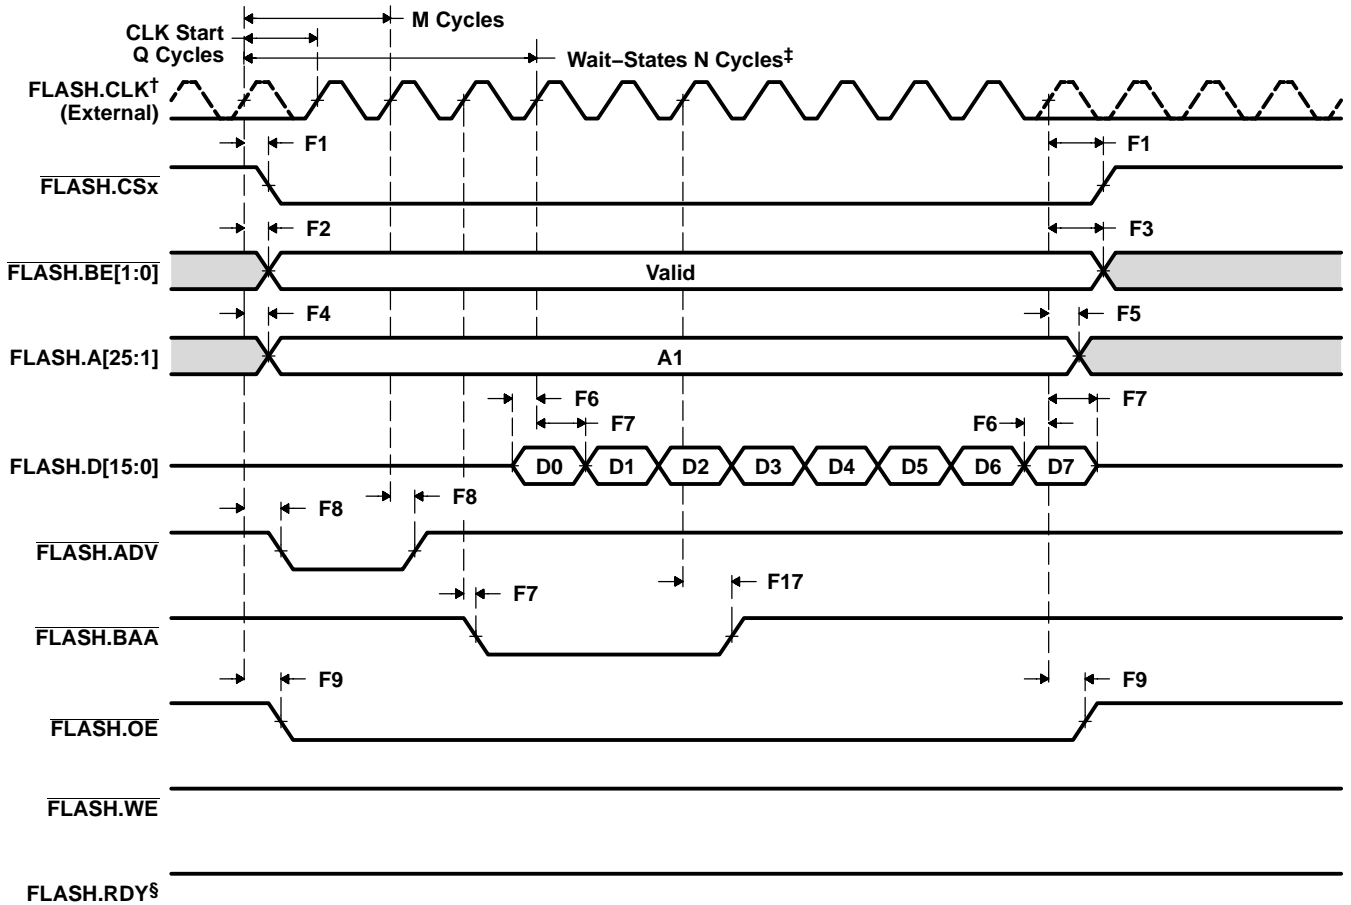 M Cycles
CLK Start
Q Cycles
Wait–States N Cycles‡
FLASH.CLK†
(External)
F1
F1
FLASH.CSx
F2
F3
FLASH.BE[1:0]
Valid
F4
F5
FLASH.A[25:1]
A1
F6
F7
F7
F6
FLASH.D[15:0]
D0
D1
D2
D3
D4
D5
D6
D7
F8
F8
FLASH.ADV
F7
F17
FLASH.BAA
F9
F9
FLASH.OE
FLASH.WE
FLASH.RDY§